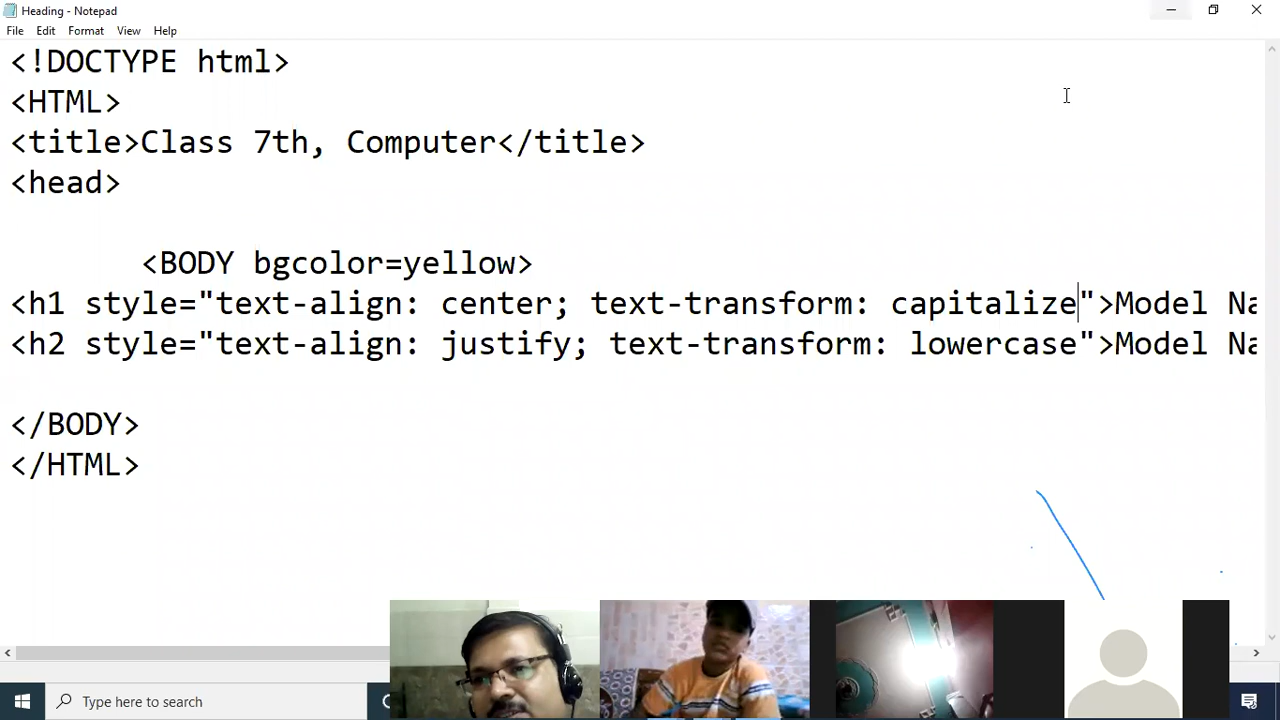 Heading - Notepad
File Edit Format View Help
<!DOCTYPE html>
<HTML>
<title>Class 7th, Computer</title>
<head>
<BODY bgcolor=yellow>
<h1 style="text-align: center; text-transform: capitalize">Model Na
<h2 style="text-align: justify; text-transform: lowercase">Model Na
</BODY>
</HTML>
Type here to search